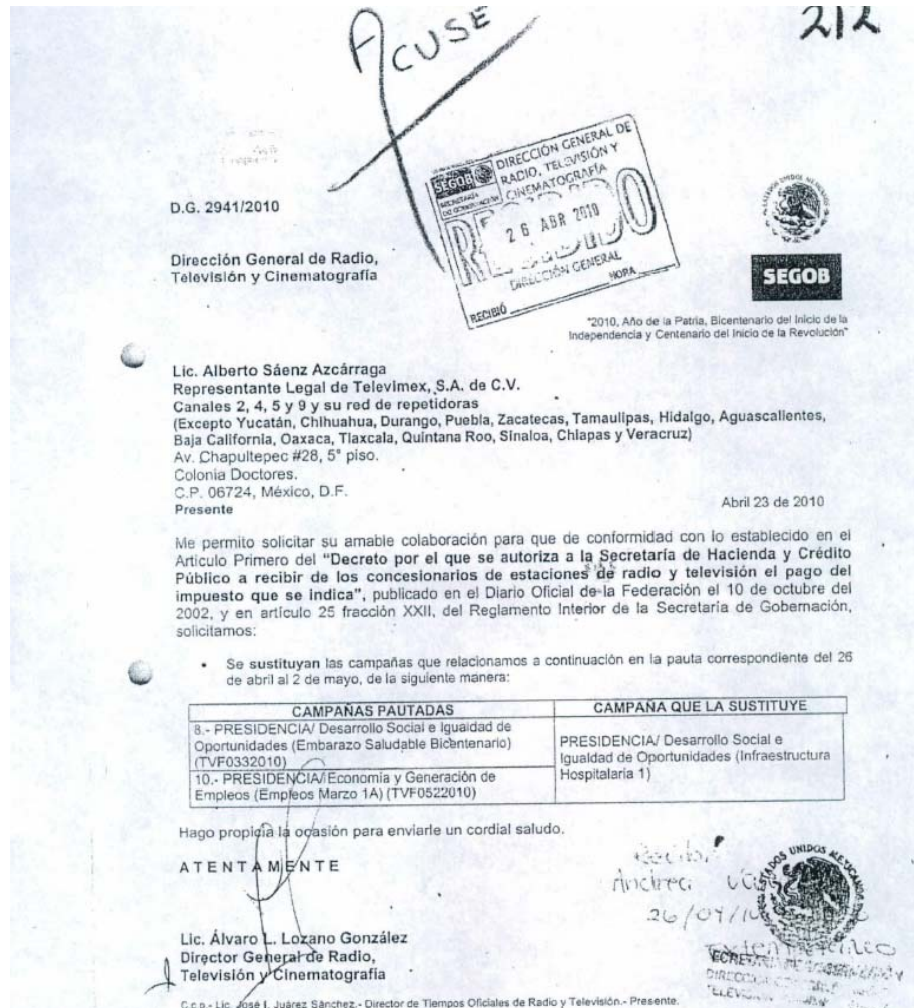 ACUSE
212
SEGOB
SECRETARIA
DE GOBERNACION
DIRECCIÓN GENERAL DE
RADIO, TELEVISIÓN Y
CINEMATOGRAFÍA
RECIBIDO
26 ABR 2010
DIRECCIÓN GENERAL
RECIBIÓ HORA
D.G. 2941/2010
Dirección General de Radio,
Televisión y Cinematografía
ESTADOS UNIDOS MEXICANOS
SEGOB
"2010, Año de la Patria, Bicentenario del Inicio de la
Independencia y Centenario del Inicio de la Revolución"
Lic. Alberto Sáenz Azcárraga
Representante Legal de Televimex, S.A. de C.V.
Canales 2, 4, 5 y 9 y su red de repetidoras
(Excepto Yucatán, Chihuahua, Durango, Puebla, Zacatecas, Tamaulipas, Hidalgo, Aguascalientes,
Baja California, Oaxaca, Tlaxcala, Quintana Roo, Sinaloa, Chiapas y Veracruz)
Av. Chapultepec #28, 5° piso.
Colonia Doctores.
C.P. 06724, México, D.F.
Presente
Abril 23 de 2010
Me permito solicitar su amable colaboración para que de conformidad con lo establecido en el
Articulo Primero del "Decreto por el que se autoriza a la Secretaría de Hacienda y Crédito
Público a recibir de los concesionarios de estaciones de radio y televisión el pago del
impuesto que se indica", publicado en el Diario Oficial de la Federación el 10 de octubre del
2002, y en artículo 25 fracción XXII, del Reglamento Interior de la Secretaría de Gobernación,
solicitamos:
• Se sustituyan las campañas que relacionamos a continuación en la pauta correspondiente del 26
de abril al 2 de mayo, de la siguiente manera:
CAMPAÑAS PAUTADAS
CAMPAÑA QUE LA SUSTITUYE
8.- PRESIDENCIA/ Desarrollo Social e Igualdad de
Oportunidades (Embarazo Saludable Bicentenario)
(TVF0332010)
10.- PRESIDENCIA/ Economía y Generación de
Empleos (Empleos Marzo 1A) (TVF0522010)
PRESIDENCIA/ Desarrollo Social e
Igualdad de Oportunidades (Infraestructura
Hospitalaria 1)
Hago propicia la ocasión para enviarle un cordial saludo.
ATENTAMENTE
Recibí
Andrea
26/04/10
ESTADOS UNIDOS MEXICANOS
Lic. Álvaro L. Lozano González
Director General de Radio,
Televisión y Cinematografía
C.c.p.- Lic. José I. Juárez Sánchez.- Director de Tiempos Oficiales de Radio y Televisión.- Presente.